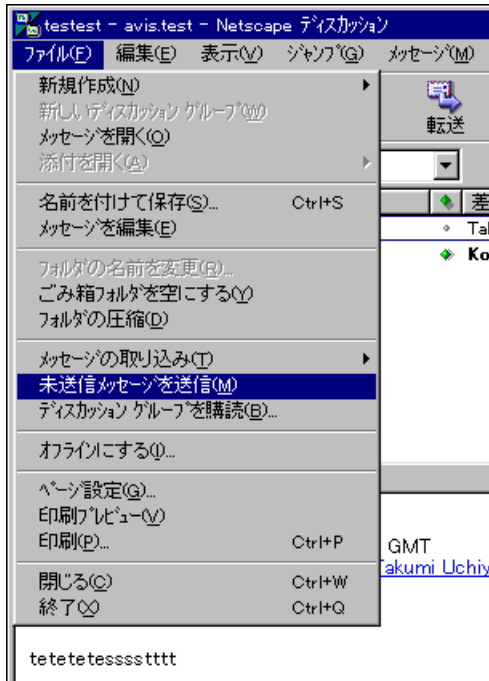 testest - avis.test - Netscape ﾃﾞｨｽｶｯｼｮﾝ
ﾌｧｲﾙ(F) 編集(E) 表示(V) ｼﾞｬﾝﾌﾟ(G) ﾒｯｾｰｼﾞ(M)
新規作成(N)
新しいﾃﾞｨｽｶｯｼｮﾝ ｸﾞﾙｰﾌﾟ(W)
ﾒｯｾｰｼﾞを開く(O)
添付を開く(A)
転送
名前を付けて保存(S)... Ctrl+S
ﾒｯｾｰｼﾞを編集(E)
差
Tal
Ko
ﾌｫﾙﾀﾞの名前を変更(R)...
ごみ箱ﾌｫﾙﾀﾞを空にする(Y)
ﾌｫﾙﾀﾞの圧縮(D)
ﾒｯｾｰｼﾞの取り込み(T)
未送信ﾒｯｾｰｼﾞを送信(M)
ﾃﾞｨｽｶｯｼｮﾝ ｸﾞﾙｰﾌﾟを購読(B)...
ｵﾌﾗｲﾝにする(I)...
ﾍﾟｰｼﾞ設定(G)...
印刷ﾌﾟﾚﾋﾞｭｰ(V)
印刷(P)... Ctrl+P
閉じる(C) Ctrl+W
終了(X) Ctrl+Q
GMT
Takumi Uchiy
tetetetesssstttt